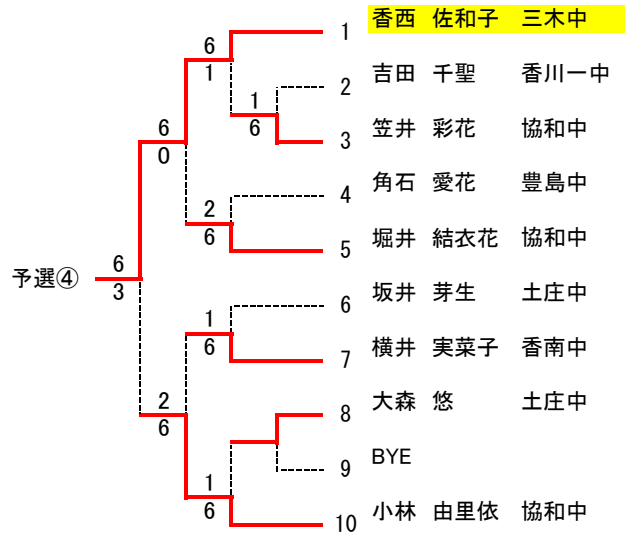 1 香西 佐和子 三木中
6
1
2 吉田 千聖 香川一中
1
6
3 笠井 彩花 協和中
6
0
4 角石 愛花 豊島中
2
6
5 堀井 結衣花 協和中
予選④
6
3
6 坂井 芽生 土庄中
1
6
7 横井 実菜子 香南中
8 大森 悠 土庄中
2
6
9 BYE
1
6
10 小林 由里依 協和中